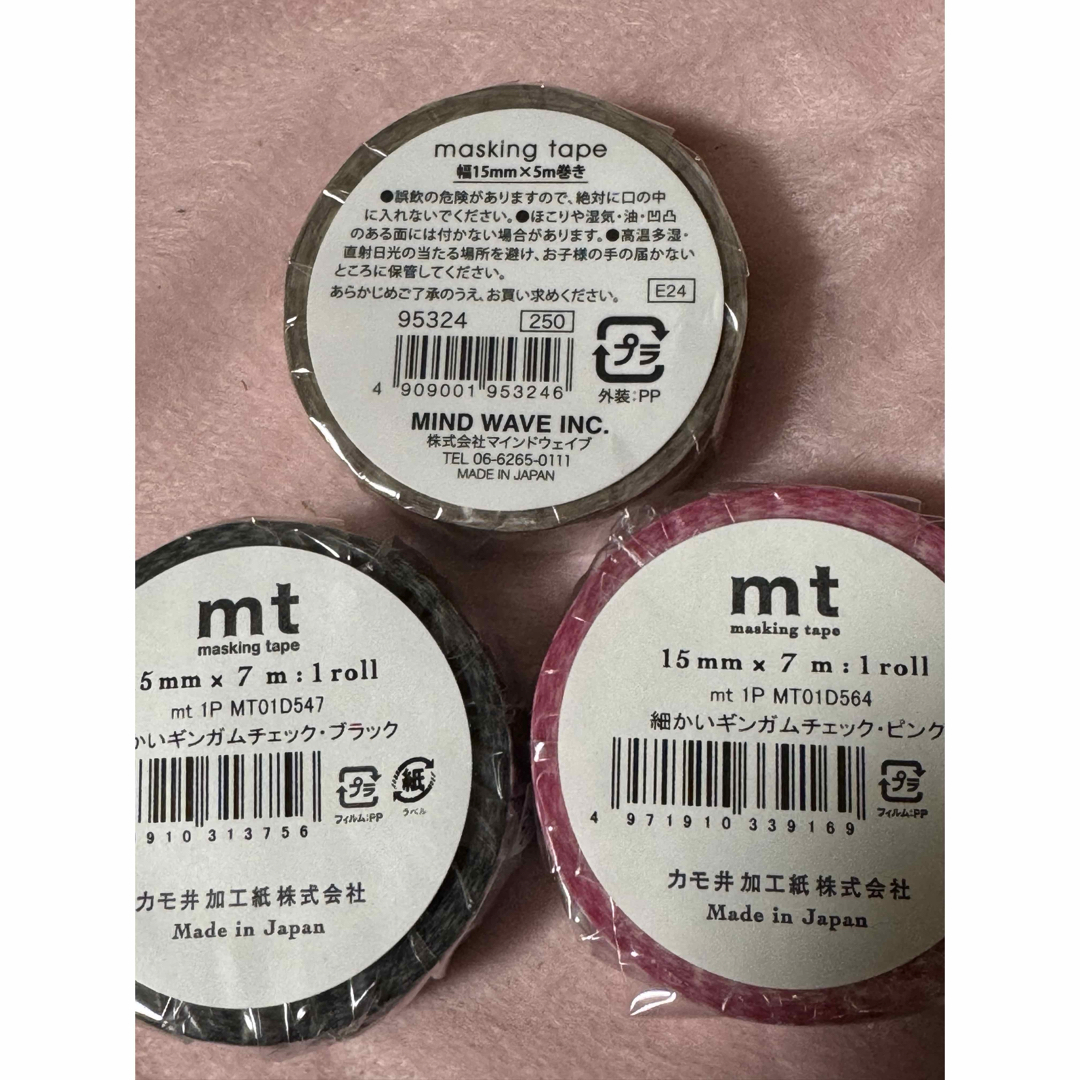 masking tape
幅15mm×5m巻き
●誤飲の危険がありますので、絶対に口の中
に入れないでください。●ほこりや湿気・油・凹凸
のある面には付かない場合があります。●高温多湿・
直射日光の当たる場所を避け、お子様の手の届かない
ところに保管してください。
あらかじめご了承のうえ、お買い求めください。
E24
95324
250
プラ
外装:PP
4 909001 953246
MIND WAVE INC.
株式会社マインドウェイブ
TEL 06-6265-0111
MADE IN JAPAN
mt
masking tape
5mm × 7 m : 1 roll
mt 1P MT01D547
かいギンガムチェック・ブラック
プラ
フィルム:PP
紙
ラベル
910313756
カモ井加工紙株式会社
Made in Japan
mt
masking tape
15mm × 7 m : 1 roll
mt 1P MT01D564
細かいギンガムチェック・ピンク
プラ
フィルム:PP
4 971910 339169
カモ井加工紙株式会社
Made in Japan